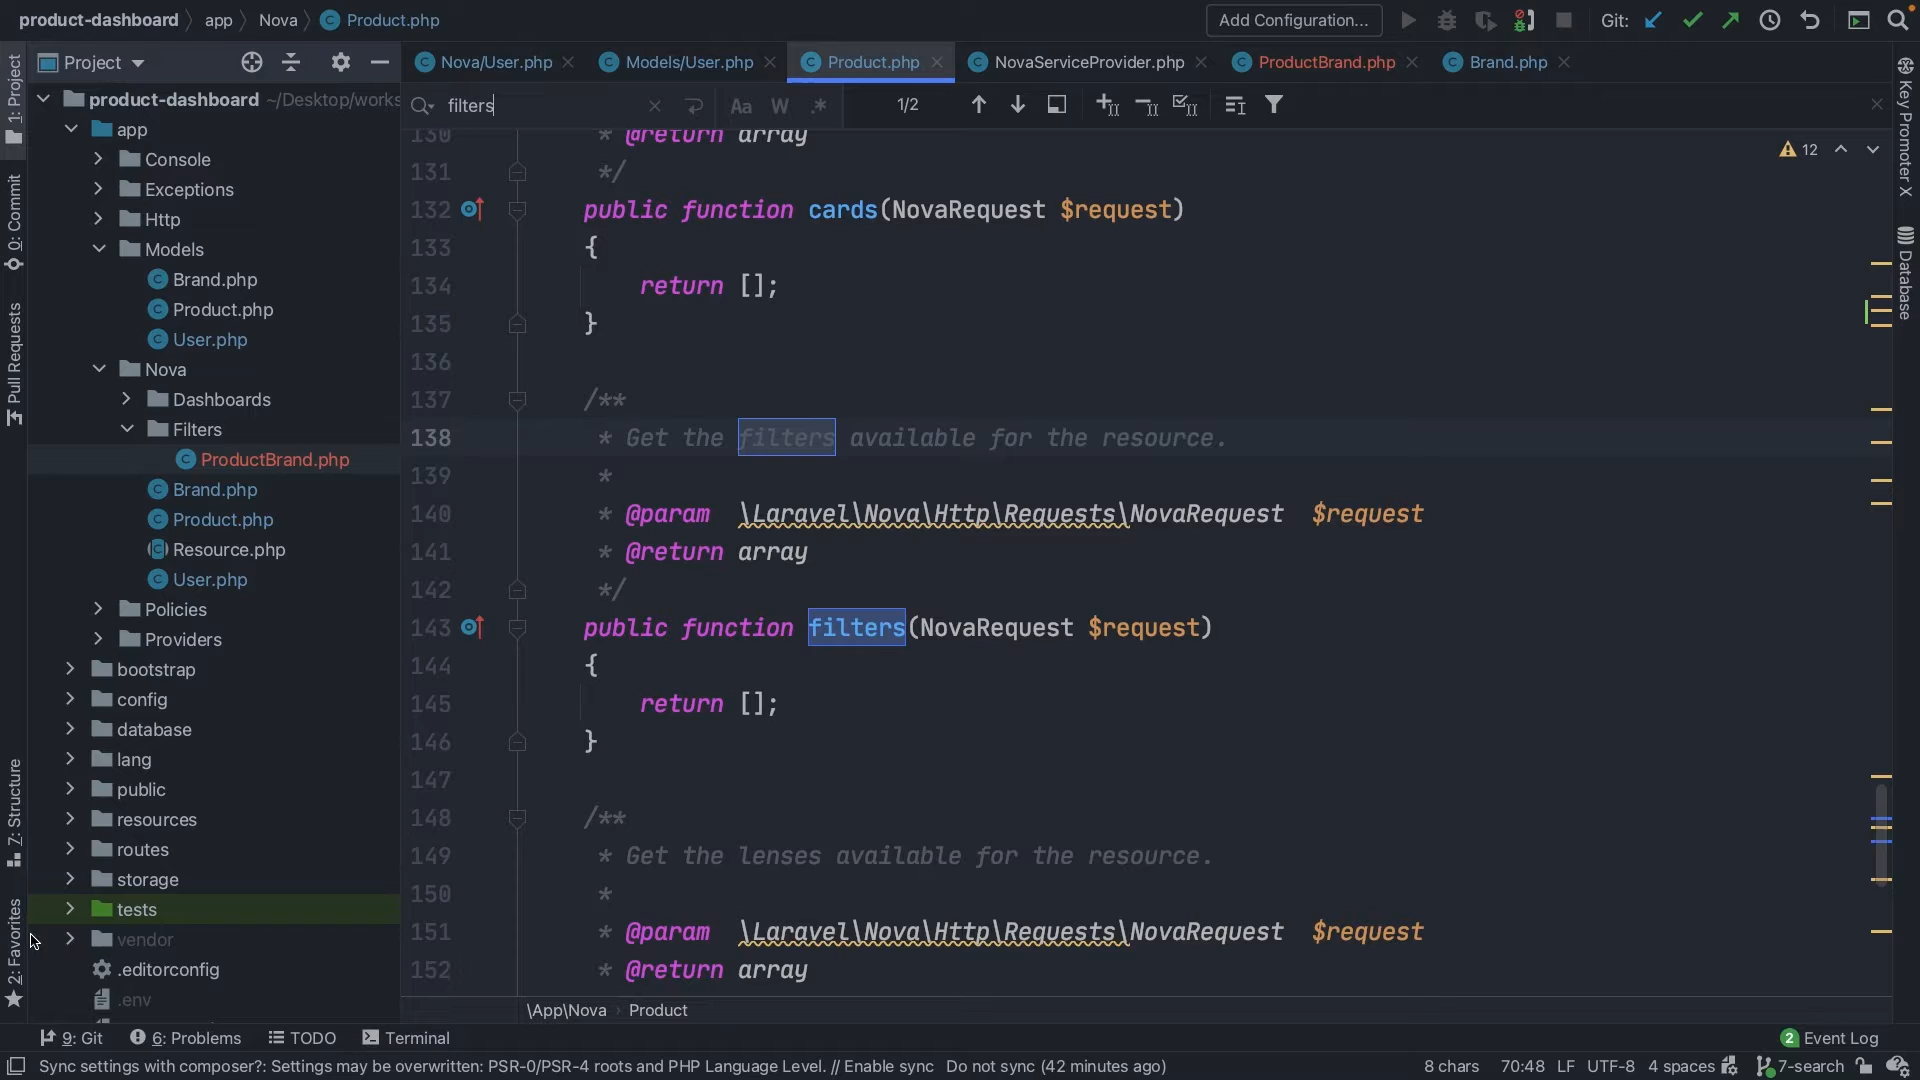 product-dashboard app Nova Product.php
Add Configuration...
Git:
Project
Nova/User.php
Models/User.php
Product.php
NovaServiceProvider.php
ProductBrand.php
Brand.php
filters
Aa W .*
1/2
12
1: Project
0: Commit
Pull Requests
Z: Structure
2: Favorites
Key Promoter X
Database
product-dashboard ~/Desktop/works
app
Console
Exceptions
Http
Models
Brand.php
Product.php
User.php
Nova
Dashboards
Filters
ProductBrand.php
Brand.php
Product.php
Resource.php
User.php
Policies
Providers
bootstrap
config
database
lang
public
resources
routes
storage
tests
vendor
.editorconfig
.env
130 * @return array
131 */
132 public function cards(NovaRequest $request)
133 {
134 return [];
135 }
136
137 /**
138 * Get the filters available for the resource.
139 *
140 * @param \Laravel\Nova\Http\Requests\NovaRequest $request
141 * @return array
142 */
143 public function filters(NovaRequest $request)
144 {
145 return [];
146 }
147
148 /**
149 * Get the lenses available for the resource.
150 *
151 * @param \Laravel\Nova\Http\Requests\NovaRequest $request
152 * @return array
\App\Nova › Product
9: Git
6: Problems
TODO
Terminal
2 Event Log
Sync settings with composer?: Settings may be overwritten: PSR-0/PSR-4 roots and PHP Language Level. // Enable sync Do not sync (42 minutes ago)
8 chars 70:48 LF UTF-8 4 spaces 7-search